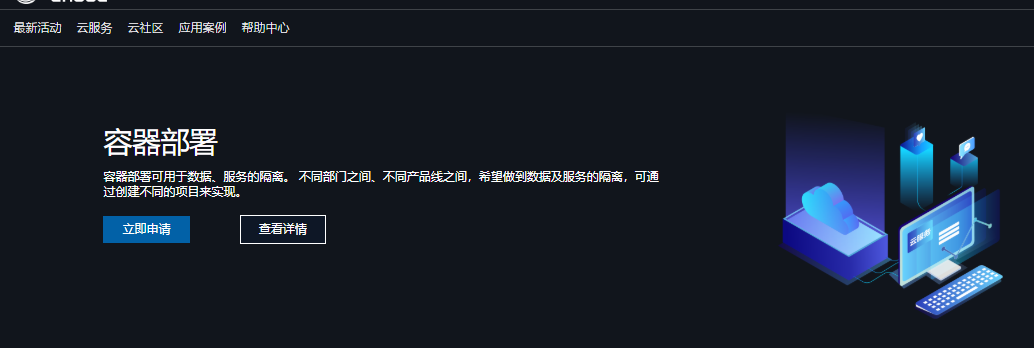 最新活动 云服务 云社区 应用案例 帮助中心
容器部署
容器部署可用于数据、服务的隔离。 不同部门之间、不同产品线之间，希望做到数据及服务的隔离，可通
过创建不同的项目来实现。
立即申请 查看详情